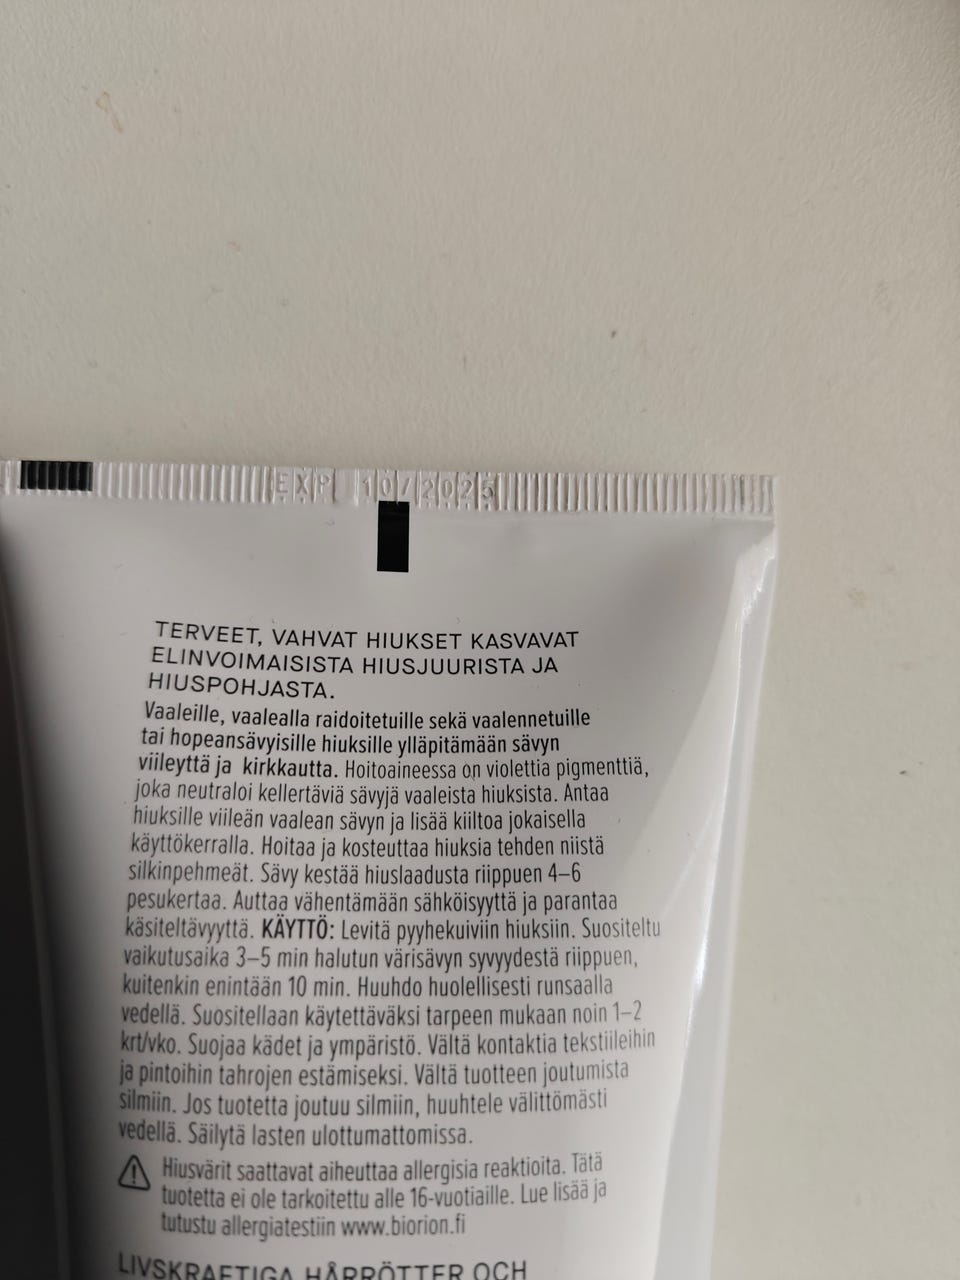 EXP 10/2025
TERVEET, VAHVAT HIUKSET KASVAVAT
ELINVOIMAISISTA HIUSJUURISTA JA
HIUSPOHJASTA.
Vaaleille, vaalealla raidoitetuille sekä vaalennetuille
tai hopeansävyisille hiuksille ylläpitämään sävyn
viileyttä ja kirkkautta. Hoitoaineessa on violettia pigmenttiä,
joka neutraloi kellertäviä sävyjä vaaleista hiuksista. Antaa
hiuksille viileän vaalean sävyn ja lisää kiiltoa jokaisella
käyttökerralla. Hoitaa ja kosteuttaa hiuksia tehden niistä
silkinpehmeät. Sävy kestää hiuslaadusta riippuen 4–6
pesukertaa. Auttaa vähentämään sähköisyyttä ja parantaa
käsiteltävyyttä. KÄYTTÖ: Levitä pyyhekuiviin hiuksiin. Suositeltu
vaikutusaika 3–5 min halutun värisävyn syvyydestä riippuen,
kuitenkin enintään 10 min. Huuhdo huolellisesti runsaalla
vedellä. Suositellaan käytettäväksi tarpeen mukaan noin 1–2
krt/vko. Suojaa kädet ja ympäristö. Vältä kontaktia tekstiileihin
ja pintoihin tahrojen estämiseksi. Vältä tuotteen joutumista
silmiin. Jos tuotetta joutuu silmiin, huuhtele välittömästi
vedellä. Säilytä lasten ulottumattomissa.
Hiusvärit saattavat aiheuttaa allergisia reaktioita. Tätä
tuotetta ei ole tarkoitettu alle 16-vuotiaille. Lue lisää ja
tutustu allergiatestiin www.biorion.fi
LIVSKRAFTIGA HÅRRÖTTER OCH